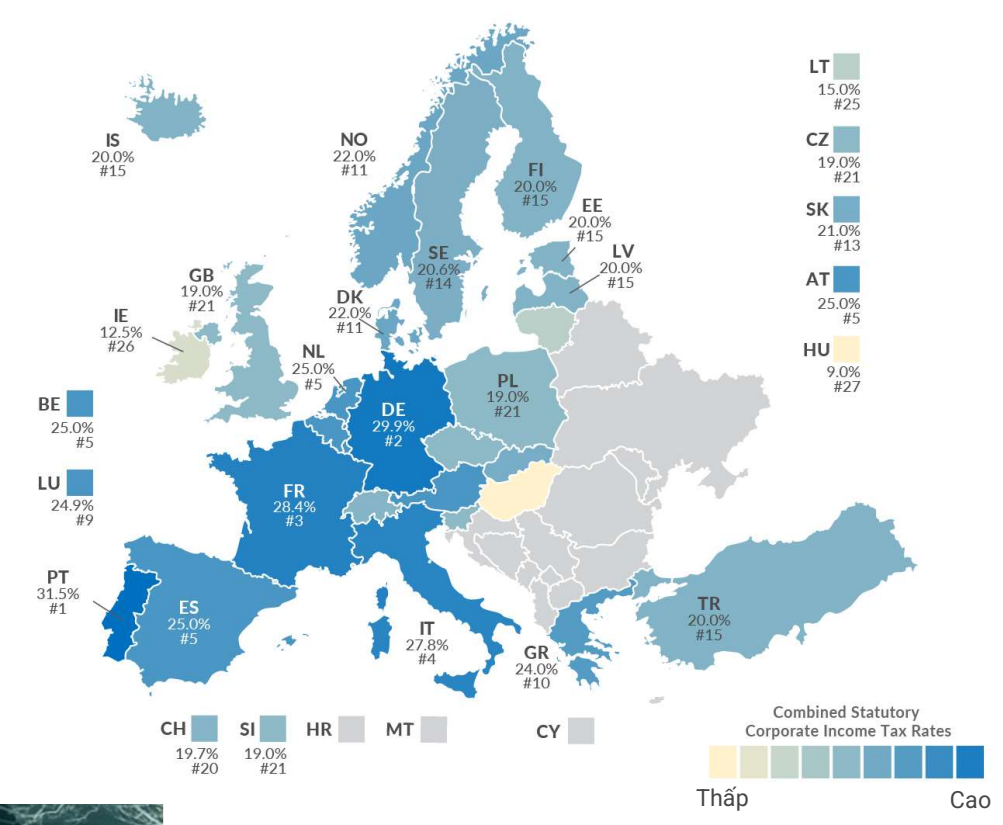 LT
15.0%
#25
IS
20.0%
#15
NO
22.0%
#11
CZ
19.0%
#21
FI
20.0%
#15
SK
21.0%
#13
EE
20.0%
#15
SE
20.6%
#14
LV
20.0%
#15
GB
19.0%
#21
AT
25.0%
#5
DK
22.0%
#11
IE
12.5%
#26
HU
9.0%
#27
NL
25.0%
#5
PL
19.0%
#21
BE
25.0%
#5
DE
29.9%
#2
LU
24.9%
#9
FR
28.4%
#3
PT
31.5%
#1
ES
25.0%
#5
IT
27.8%
#4
GR
24.0%
#10
TR
20.0%
#15
CH
19.7%
#20
SI
19.0%
#21
HR
MT
CY
Combined Statutory
Corporate Income Tax Rates
Thấp
Cao